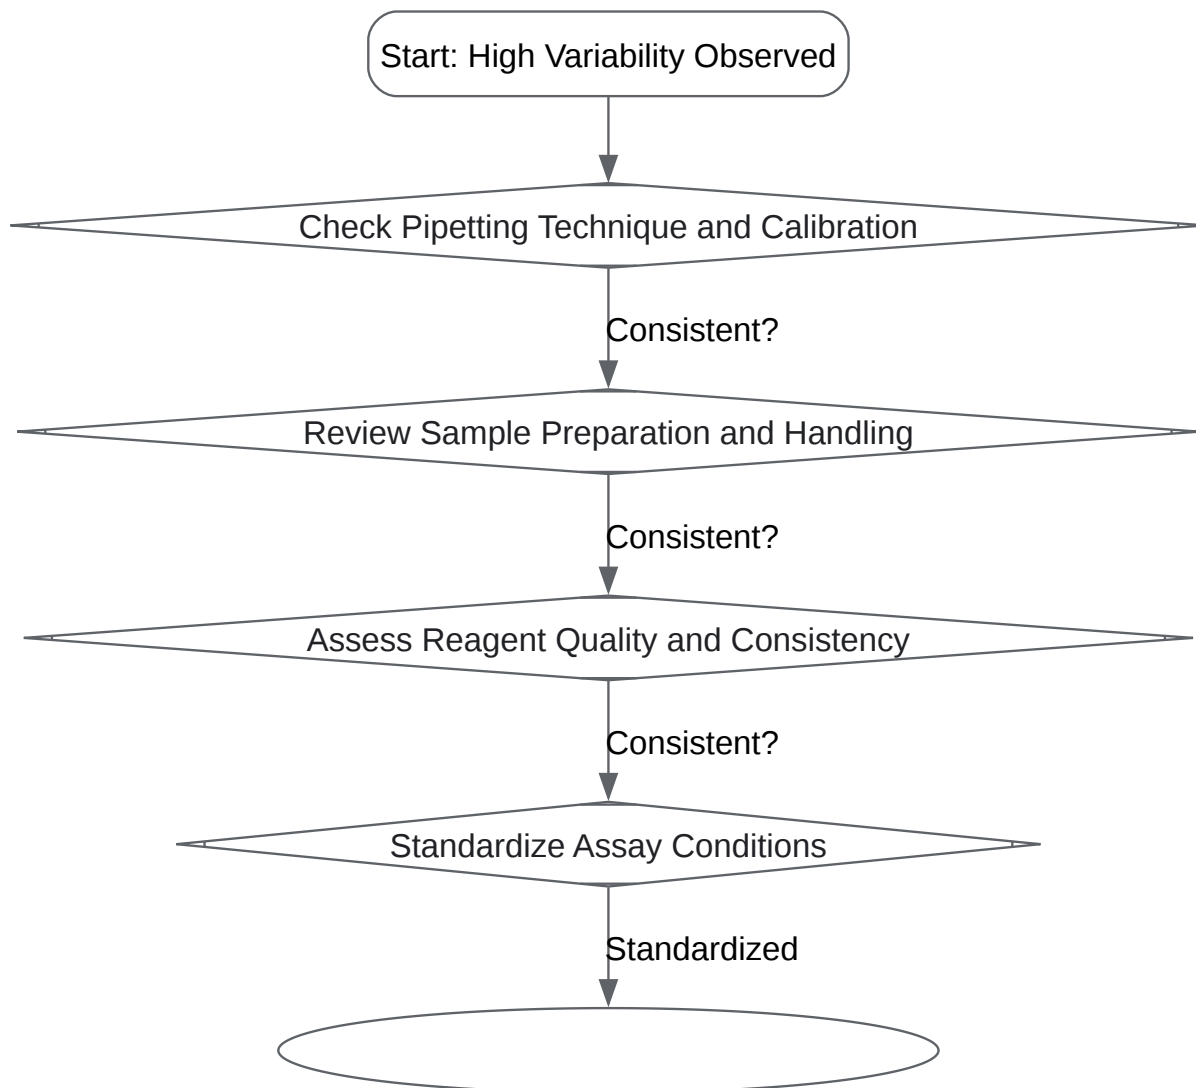 Start: High Variability Observed
Check Pipetting Technique and Calibration
Consistent?
Review Sample Preparation and Handling
Consistent?
Assess Reagent Quality and Consistency
Consistent?
Standardize Assay Conditions
Standardized